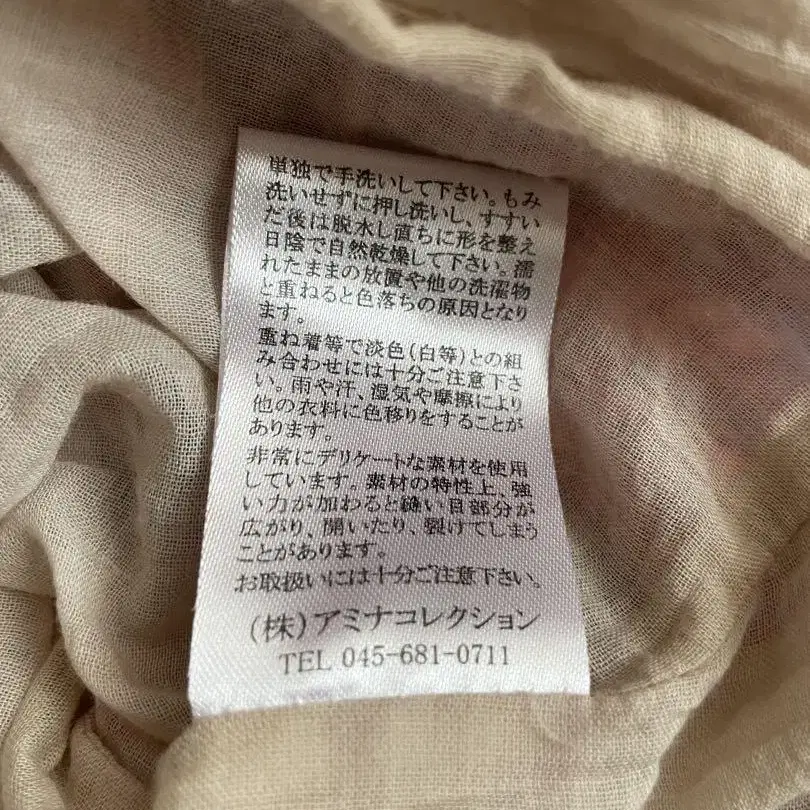 単独で手洗いして下さい。もみ
洗いせずに押し洗いし、すすい
だ後は脱水し直ちに形を整え
日陰で自然乾燥して下さい。濡
れたままの放置や他の洗濯物
と重ねると色落ちの原因となり
ます。
重ね着等で淡色(白等)との組
み合わせには十分ご注意下さ
い。雨や汗、湿気や摩擦により
他の衣料に色移りをすることが
あります。
非常にデリケートな素材を使用
しています。素材の特性上、強
い力が加わると縫い目部分が
広がり、開いたり、裂けてしまう
ことがあります。
お取扱いには十分ご注意下さい。
(株)アミナコレクション
TEL 045-681-0711